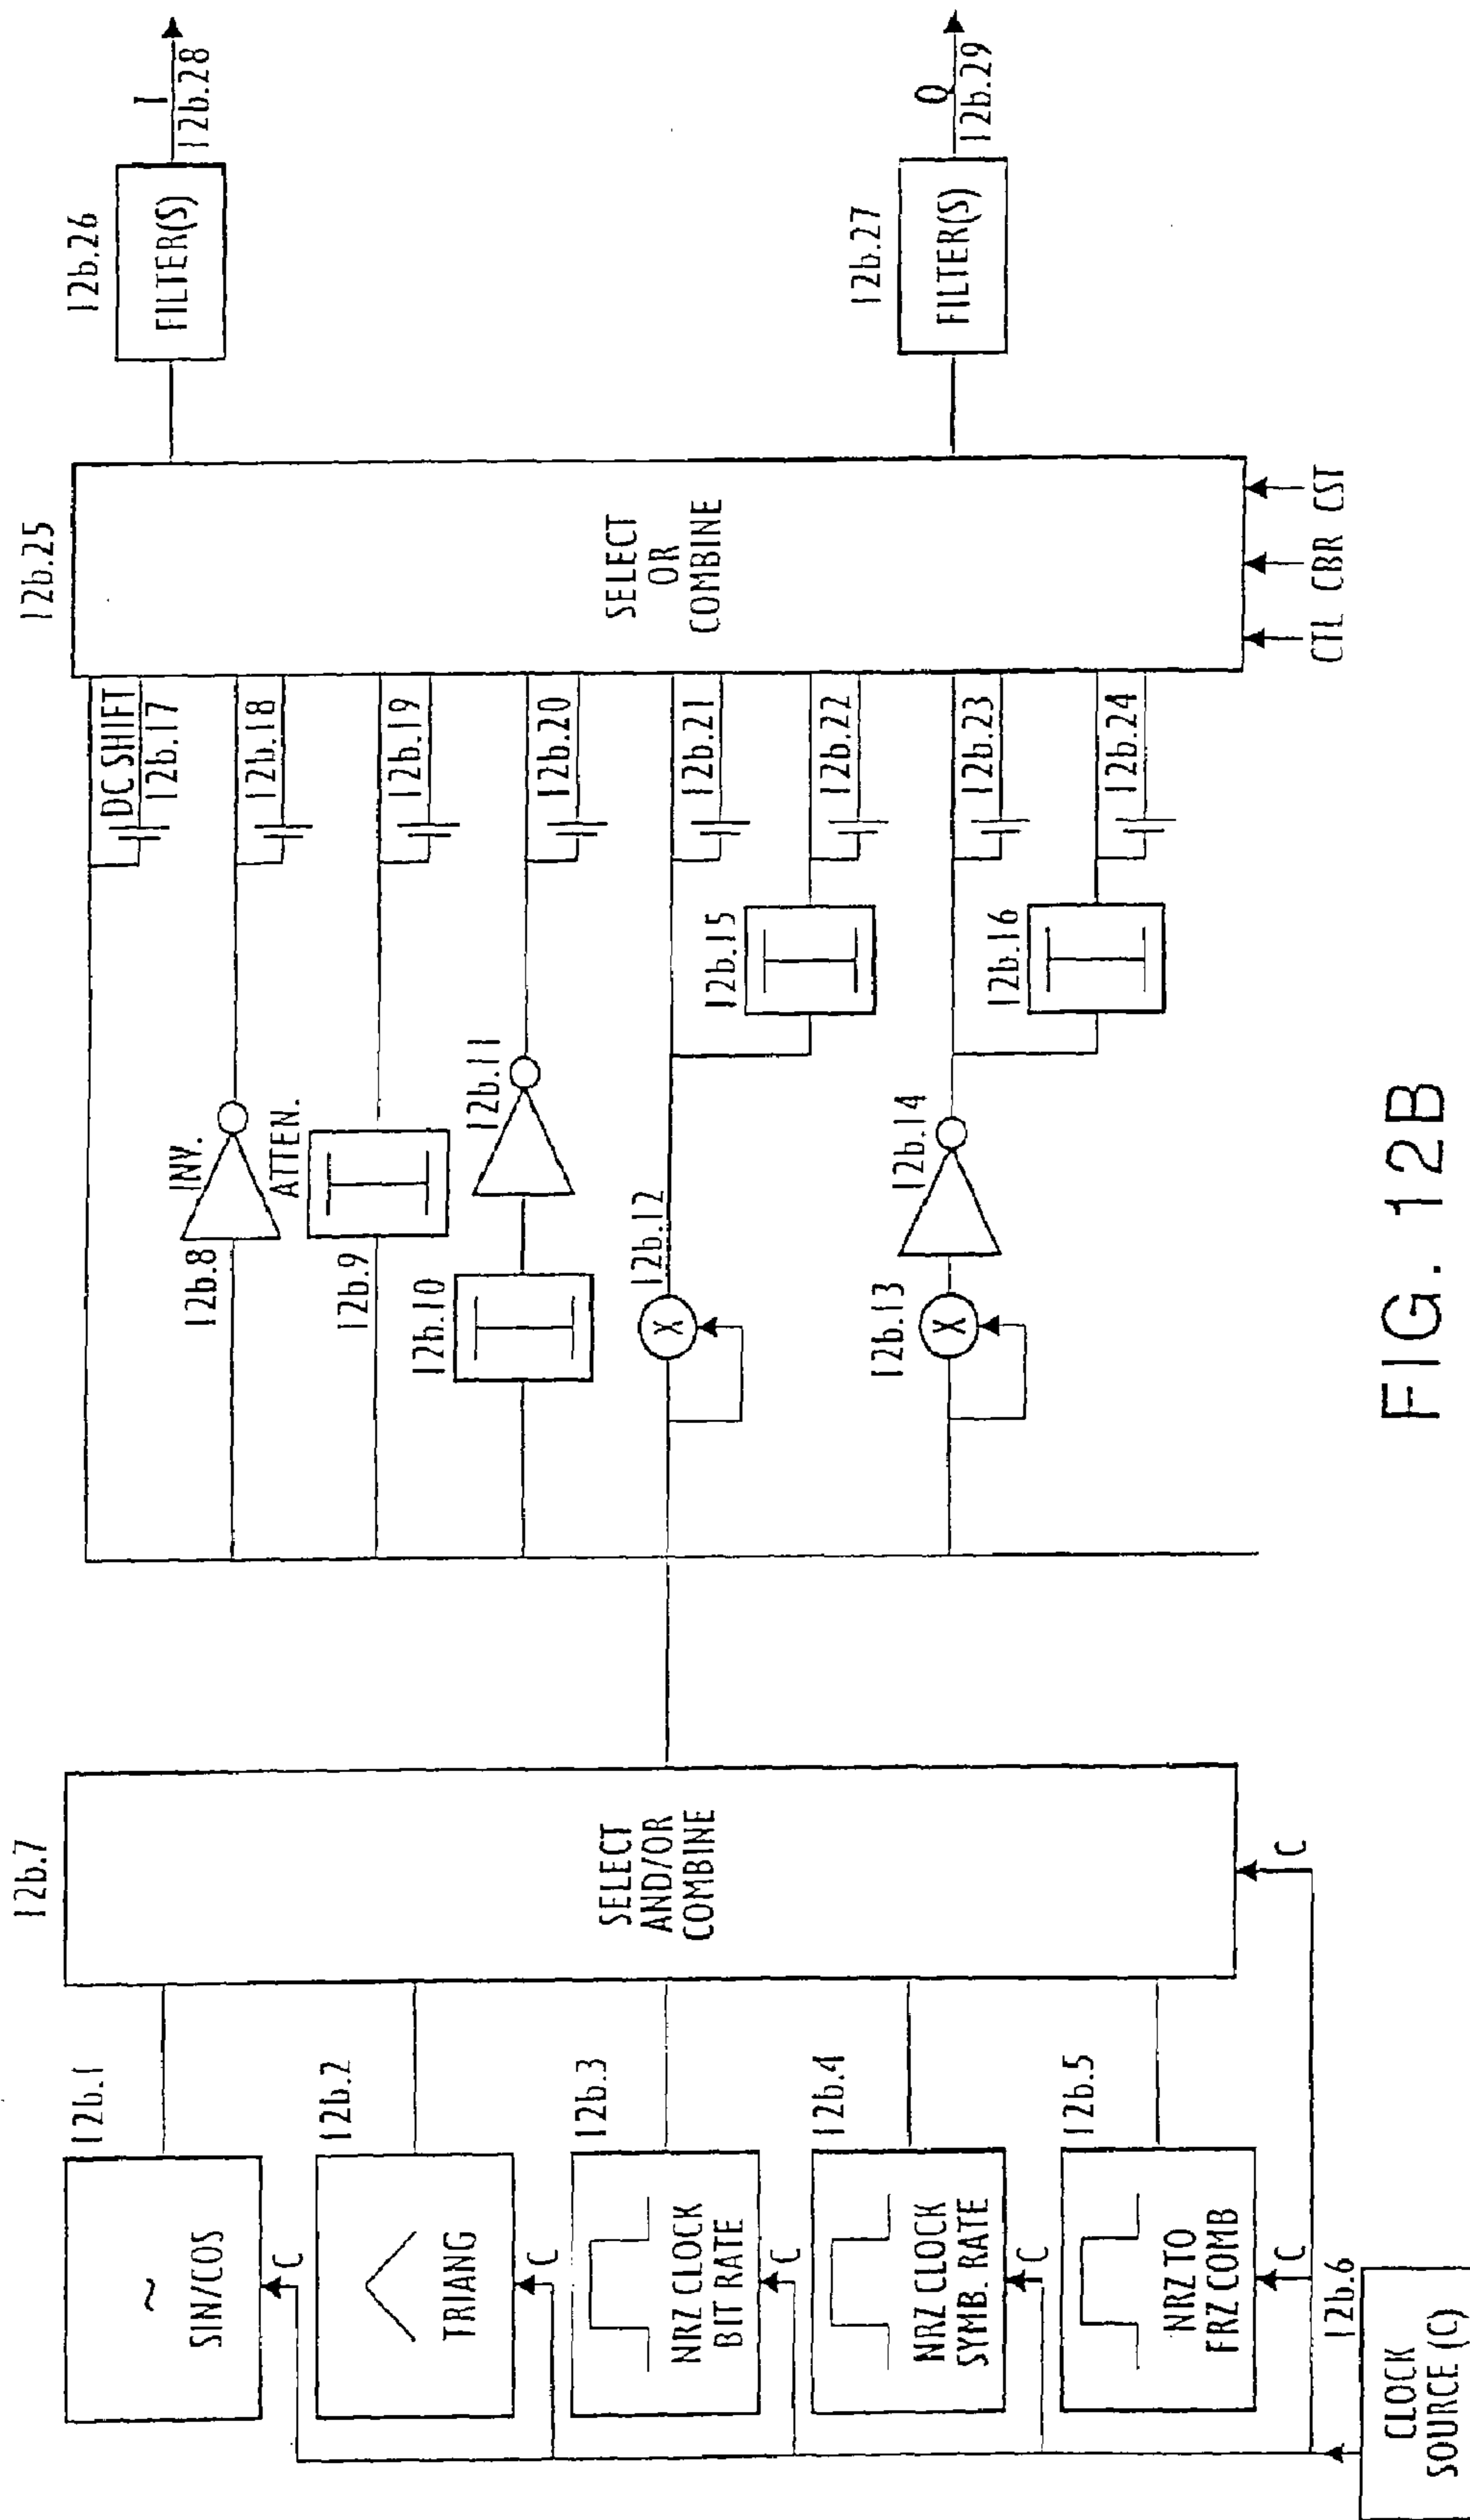 12b.1
~
SIN/COS
C
12b.2
TRIANG
C
12b.3
NRZ CLOCK
BIT RATE
C
12b.4
NRZ CLOCK
SYMB. RATE
C
12b.5
NRZ TO
FRZ COMB
C
12b.6
CLOCK
SOURCE (C)
12b.7
SELECT
AND/OR
COMBINE
C
12b.8
INV.
12b.9
ATTEN.
12b.10
12b.11
12b.12
X
12b.13
X
12b.14
12b.15
12b.16
DC SHIFT
12b.17
12b.18
12b.19
12b.20
12b.21
12b.22
12b.23
12b.24
12b.25
SELECT
OR
COMBINE
CTL CBR CST
12b.26
FILTER(S)
I
12b.28
12b.27
FILTER(S)
Q
12b.29
FIG. 12B